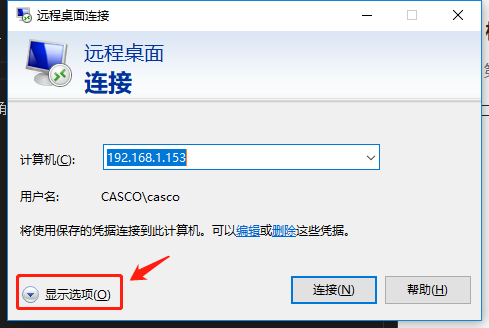 远程桌面连接
远程桌面
连接
计算机(C):
192.168.1.153
用户名:
CASCO\casco
将使用保存的凭据连接到此计算机。可以编辑或删除这些凭据。
显示选项(O)
连接(N)
帮助(H)